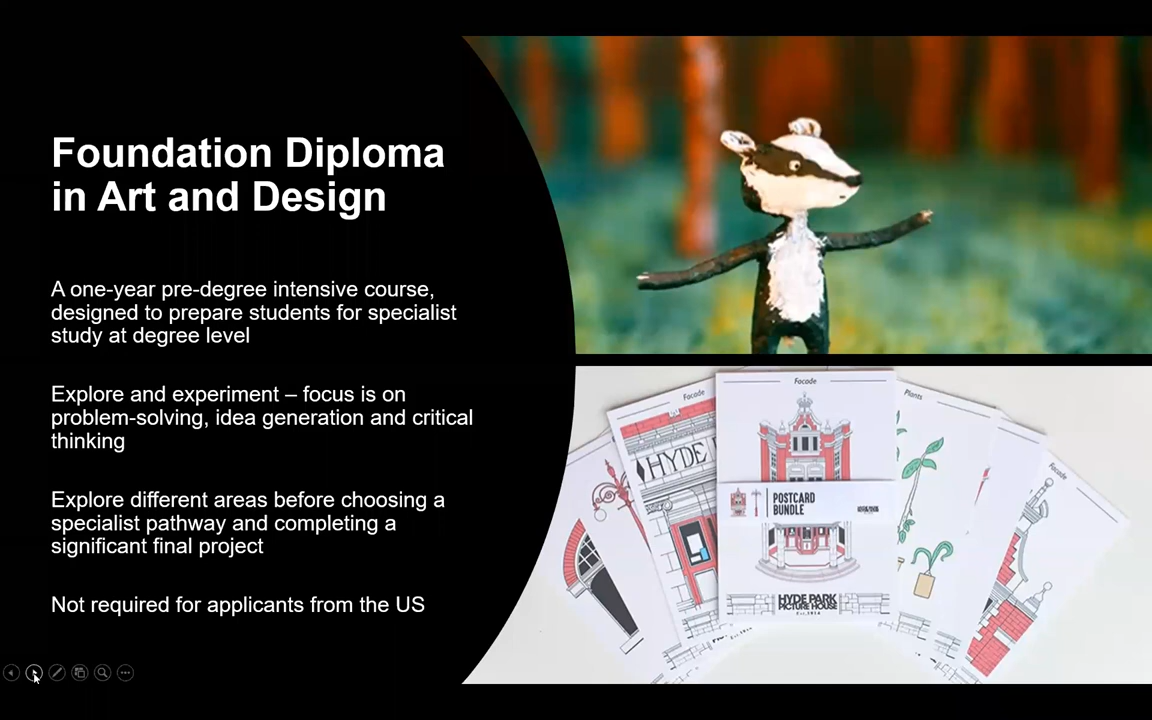 Foundation Diploma
in Art and Design
A one-year pre-degree intensive course,
designed to prepare students for specialist
study at degree level
Explore and experiment – focus is on
problem-solving, idea generation and critical
thinking
Explore different areas before choosing a
specialist pathway and completing a
significant final project
Not required for applicants from the US
Facade
Facade
Plants
Facade
HYDE
POSTCARD
BUNDLE
HYDE PARK
PICTURE HOUSE
Est. 1914